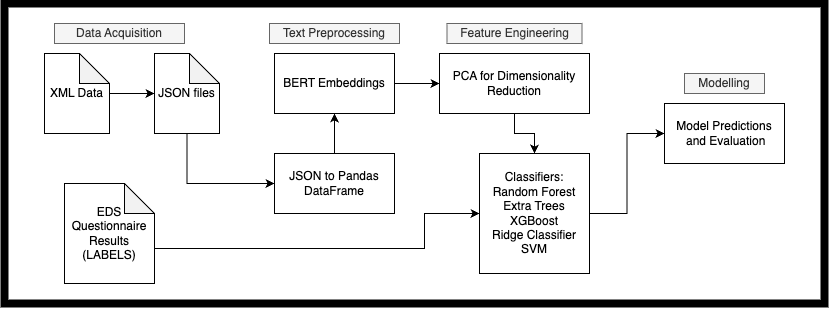 Data Acquisition
Text Preprocessing
Feature Engineering
XML Data
JSON files
BERT Embeddings
PCA for Dimensionality
Reduction
Modelling
Model Predictions
and Evaluation
JSON to Pandas
DataFrame
Classifiers:
Random Forest
Extra Trees
XGBoost
Ridge Classifier
SVM
EDS
Questionnaire
Results
(LABELS)